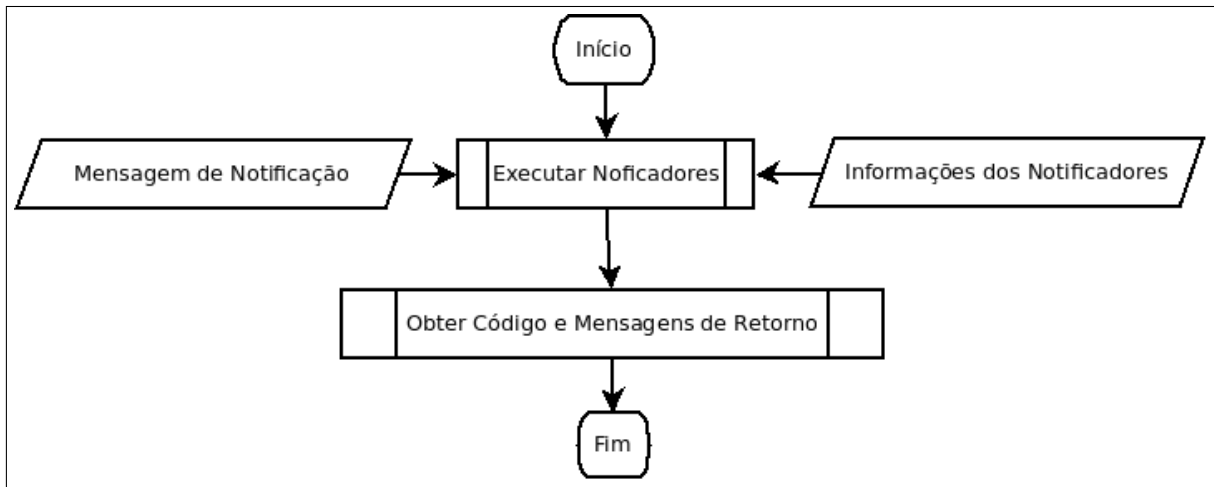 Início
Mensagem de Notificação
Executar Noficadores
Informações dos Notificadores
Obter Código e Mensagens de Retorno
Fim